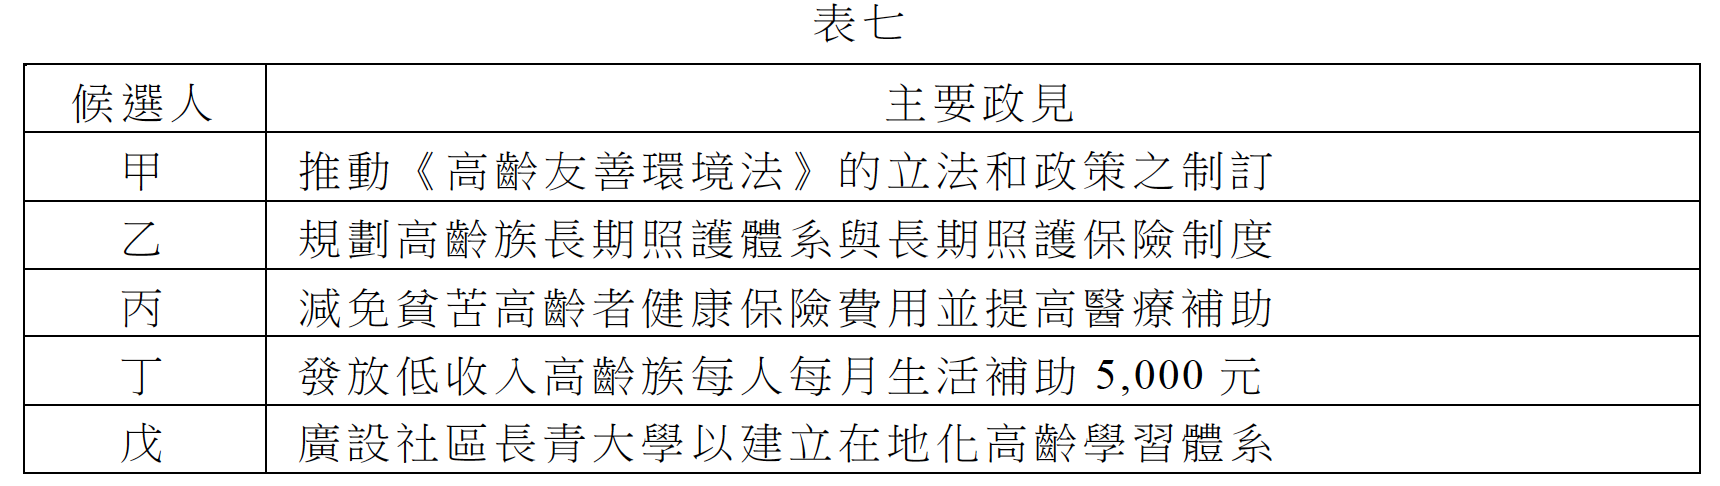 表七
候選人 主要政見
甲 推動《高齡友善環境法》的立法和政策之制訂
乙 規劃高齡族長期照護體系與長期照護保險制度
丙 減免貧苦高齡者健康保險費用並提高醫療補助
丁 發放低收入高齡族每人每月生活補助 5,000 元
戊 廣設社區長青大學以建立在地化高齡學習體系